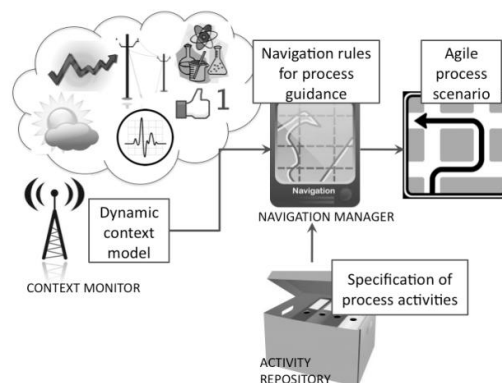 Navigation rules
for process
guidance
Agile
process
scenario
1
Navigation
NAVIGATION MANAGER
Dynamic
context
model
CONTEXT MONITOR
Specification of
process activities
ACTIVITY
REPOSITORY